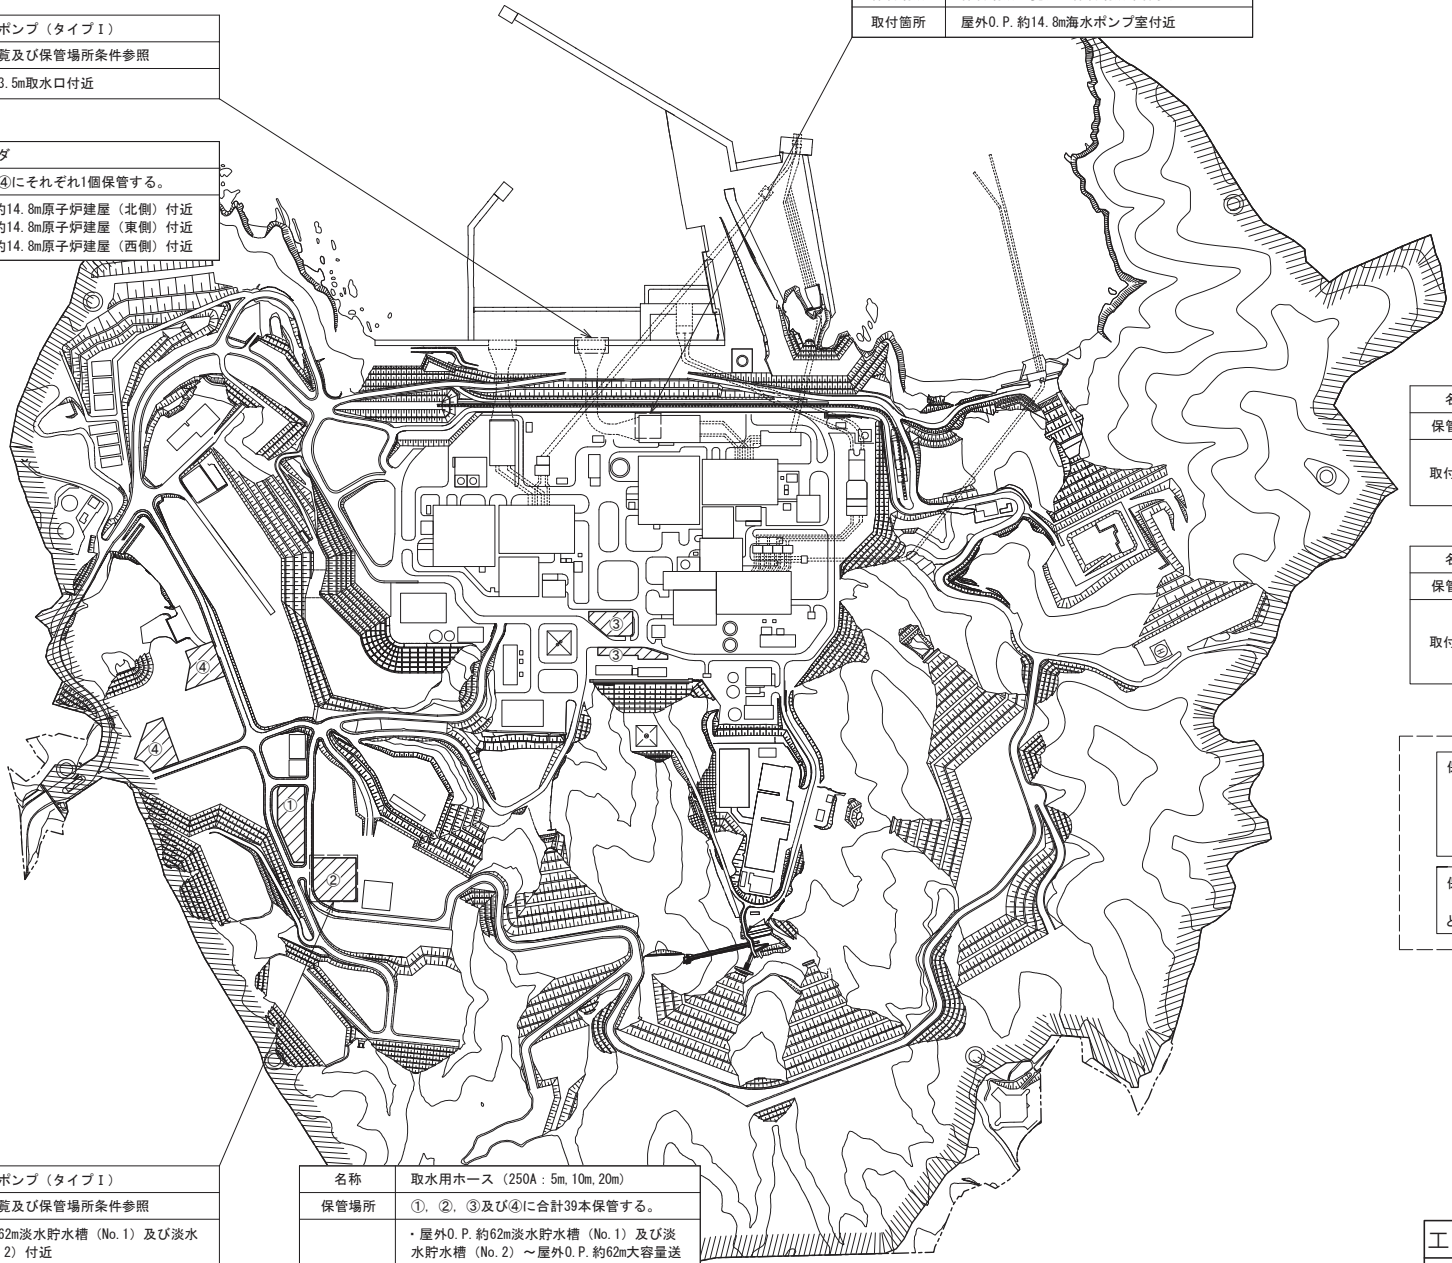 ポンプ（タイプⅠ）
覧及び保管場所条件参照
3.5m取水口付近
取付箇所 屋外O.P.約14.8m海水ポンプ室付近
ダ
④にそれぞれ1個保管する。
約14.8m原子炉建屋（北側）付近
約14.8m原子炉建屋（東側）付近
約14.8m原子炉建屋（西側）付近
名
保管
取付
名
保管
取付
③
③
④
④
①
②
ポンプ（タイプⅠ）
覧及び保管場所条件参照
62m淡水貯水槽（No.1）及び淡水
2）付近
名称 取水用ホース（250A：5m,10m,20m）
保管場所 ①，②，③及び④に合計39本保管する。
・屋外O.P.約62m淡水貯水槽（No.1）及び淡
水貯水槽（No.2）～屋外O.P.約62m大容量送
工